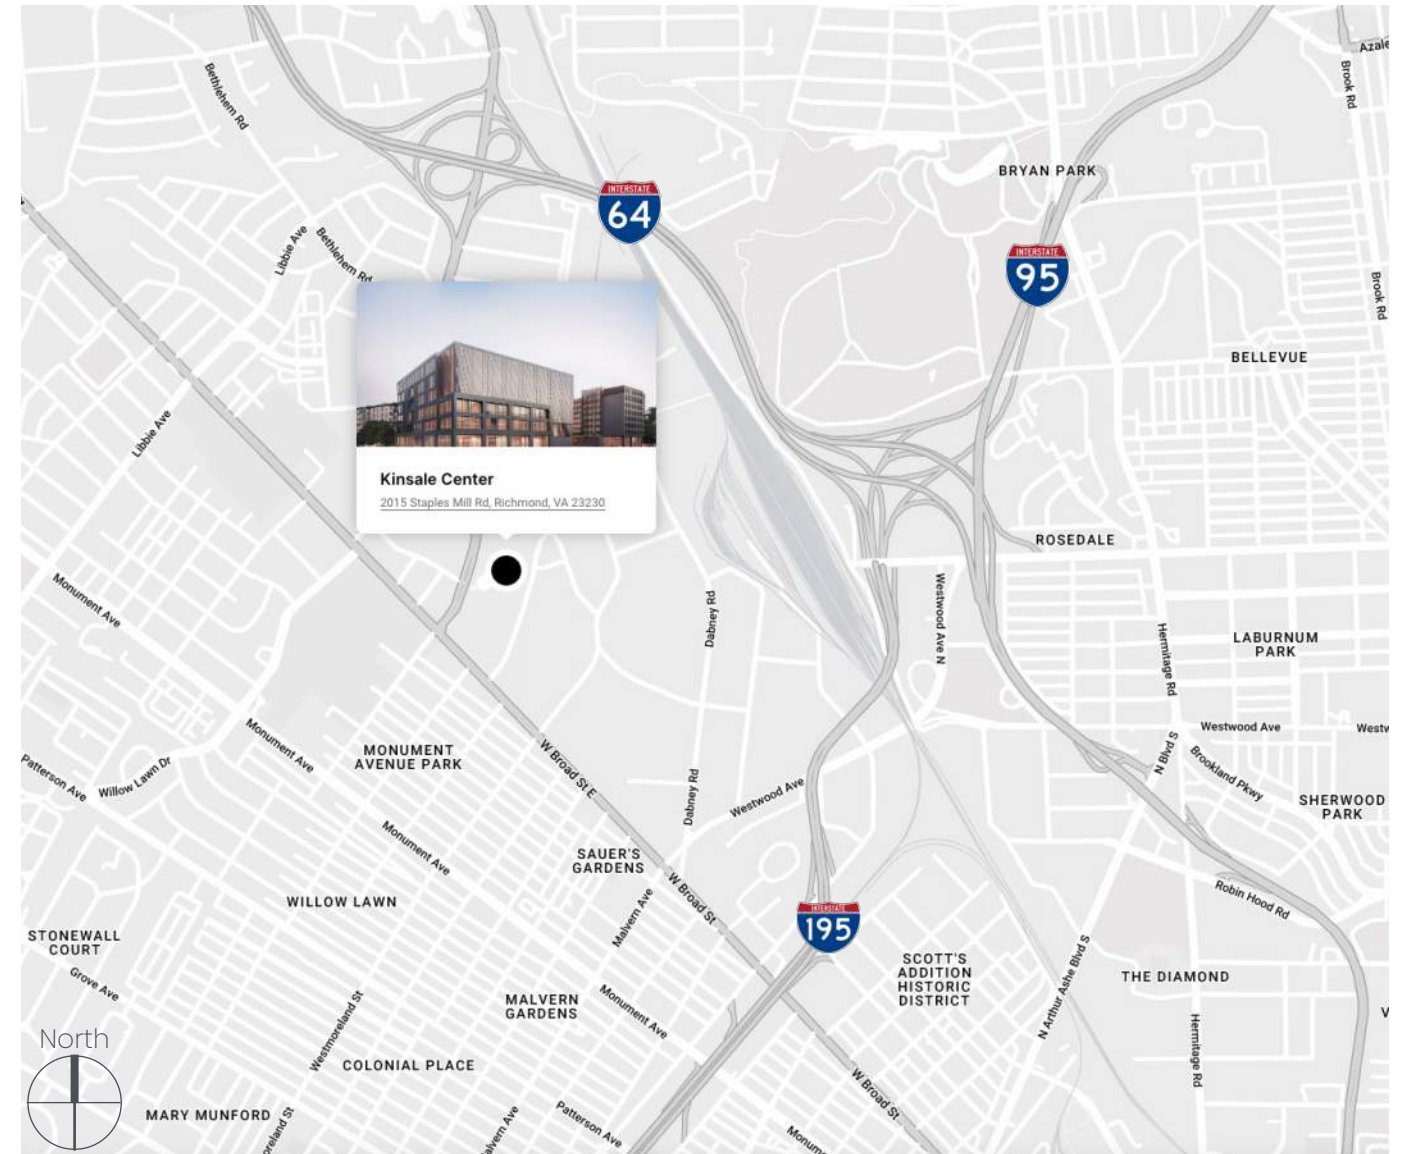 Azale
Brook Rd
Bethlehem Rd
BRYAN PARK
INTERSTATE
64
Libbie Ave
Bethlehem Rd
INTERSTATE
95
Brook Rd
BELLEVUE
Libbie Ave
Kinsale Center
2015 Staples Mill Rd, Richmond, VA 23230
ROSEDALE
Monument Ave
Dabney Rd
Westwood Ave N
Hermitage Rd
LABURNUM
PARK
Monument Ave
MONUMENT
AVENUE PARK
W Broad St E
Westwood Ave
Westw
N Blvd S
Brookland Pkwy
Patterson Ave
Willow Lawn Dr
Dabney Rd
Westwood Ave
SHERWOOD
PARK
Monument Ave
SAUER'S
GARDENS
W Broad St
Robin Hood Rd
WILLOW LAWN
Malvern Ave
INTERSTATE
195
STONEWALL
COURT
Grove Ave
SCOTT'S
ADDITION
HISTORIC
DISTRICT
N Arthur Ashe Blvd S
THE DIAMOND
MALVERN
GARDENS
Monument Ave
V
North
Westmoreland St
COLONIAL PLACE
Hermitage Rd
W Broad St
MARY MUNFORD
oreland St
alvern Ave
Patterson Ave
Monum